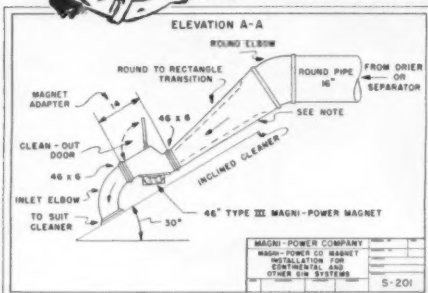 ELEVATION A-A
ROUND ELBOW
ROUND TO RECTANGLE
TRANSITION
ROUND PIPE
16"
FROM DRIER
OR
SEPARATOR
MAGNET
ADAPTER
14
SEE NOTE
CLEAN-OUT
DOOR
46 x 6
46 x 6
INCLINED CLEANER
INLET ELBOW
TO SUIT
CLEANER
30°
46" TYPE III MAGNI-POWER MAGNET
MAGNI-POWER COMPANY
MAGNI-POWER CO MAGNET
INSTALLATION FOR
CONTINENTAL AND
OTHER GIN SYSTEMS
S-201